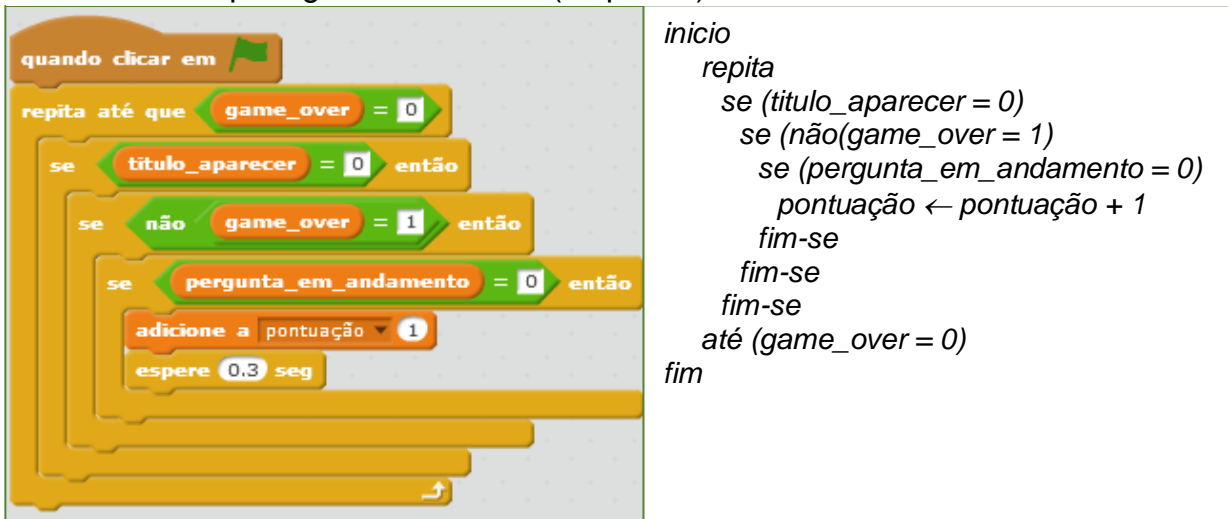 quando clicar em
repita até que game_over = 0
se titulo_aparecer = 0 então
se não game_over = 1 então
se pergunta_em_andamento = 0 então
adicione a pontuação 1
espere 0.3 seg
inicio
repita
se (titulo_aparecer = 0)
se (não(game_over = 1)
se (pergunta_em_andamento = 0)
pontuação ← pontuação + 1
fim-se
fim-se
fim-se
até (game_over = 0)
fim